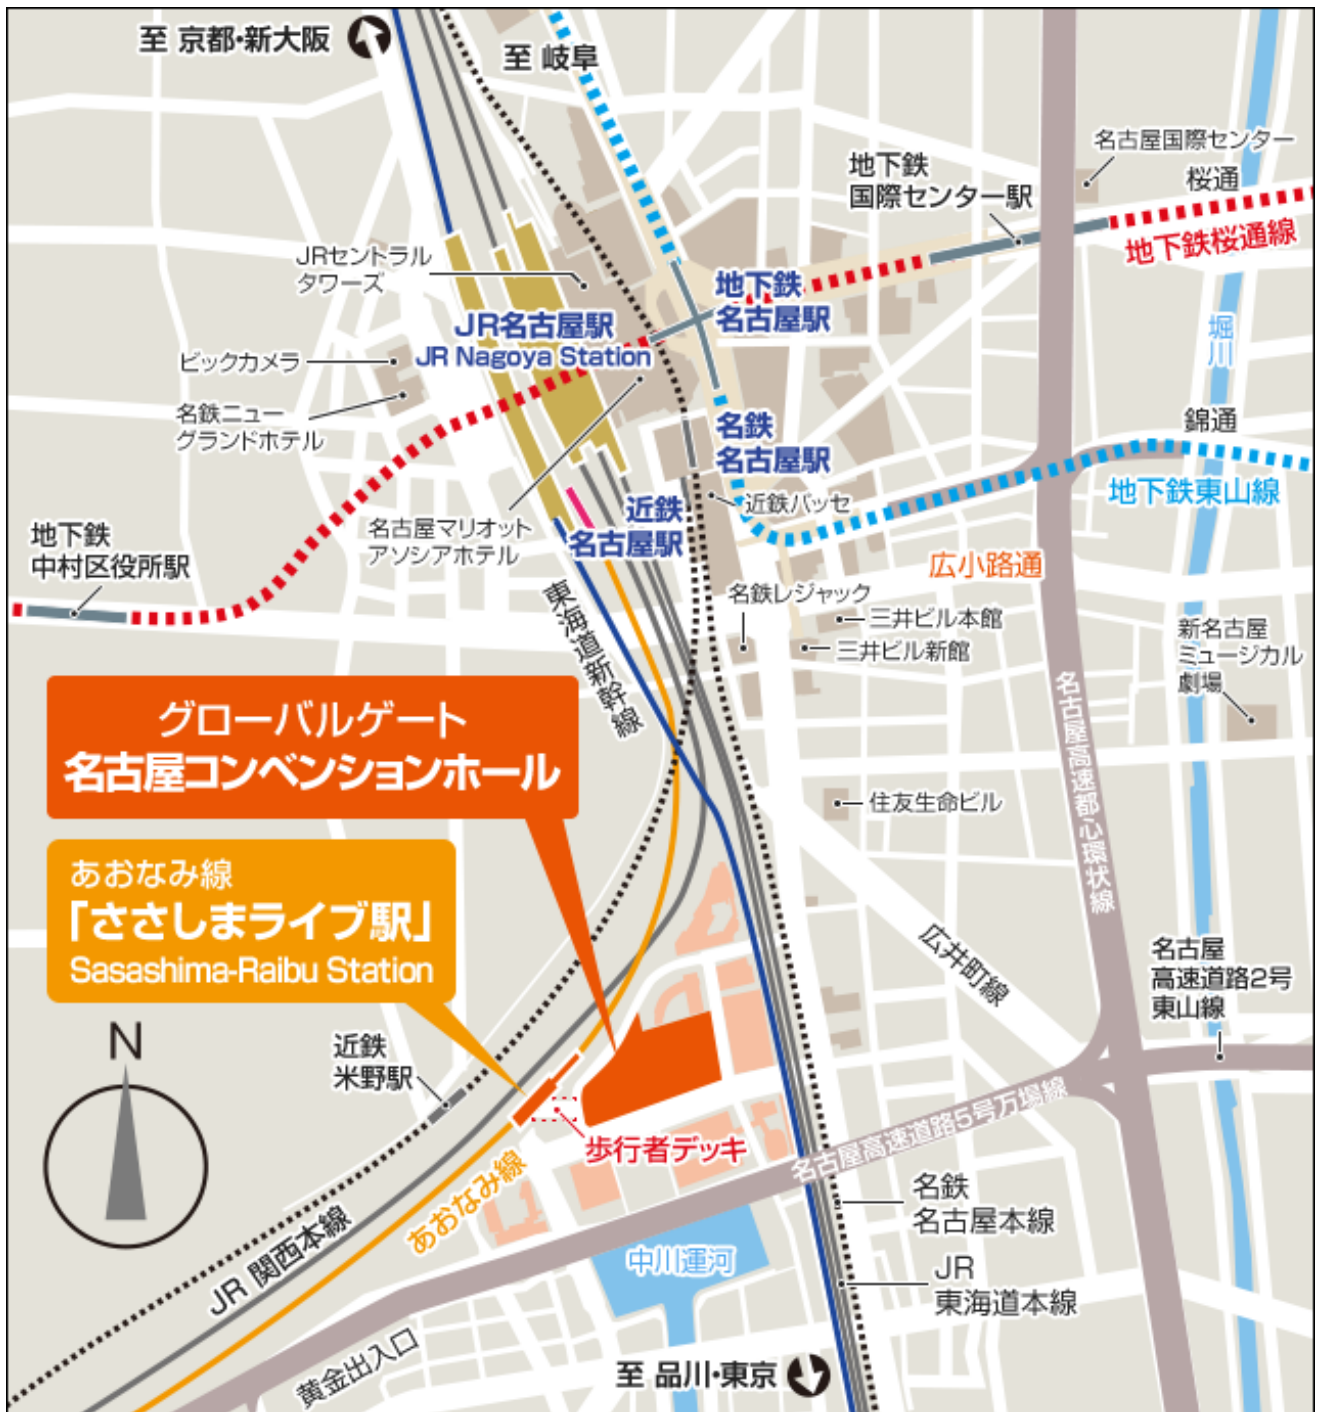 至 京都・新大阪
至 岐阜
名古屋国際センター
桜通
地下鉄
国際センター駅
地下鉄桜通線
JRセントラル
タワーズ
地下鉄
名古屋駅
JR名古屋駅
JR Nagoya Station
堀川
ビックカメラ
名鉄ニュー
グランドホテル
名鉄
名古屋駅
錦通
地下鉄東山線
近鉄パッセ
近鉄
名古屋駅
名古屋マリオット
アソシアホテル
地下鉄
中村区役所駅
広小路通
東海道新幹線
名鉄レジャック
三井ビル本館
三井ビル新館
新名古屋
ミュージカル
劇場
名古屋高速都心環状線
グローバルゲート
名古屋コンベンションホール
住友生命ビル
あおなみ線
「ささしまライブ駅」
Sasashima-Raibu Station
広井町線
名古屋
高速道路2号
東山線
N
近鉄
米野駅
歩行者デッキ
名古屋高速道路5号万場線
あおなみ線
名鉄
名古屋本線
JR 関西本線
中川運河
JR
東海道本線
黄金出入口
至 品川・東京